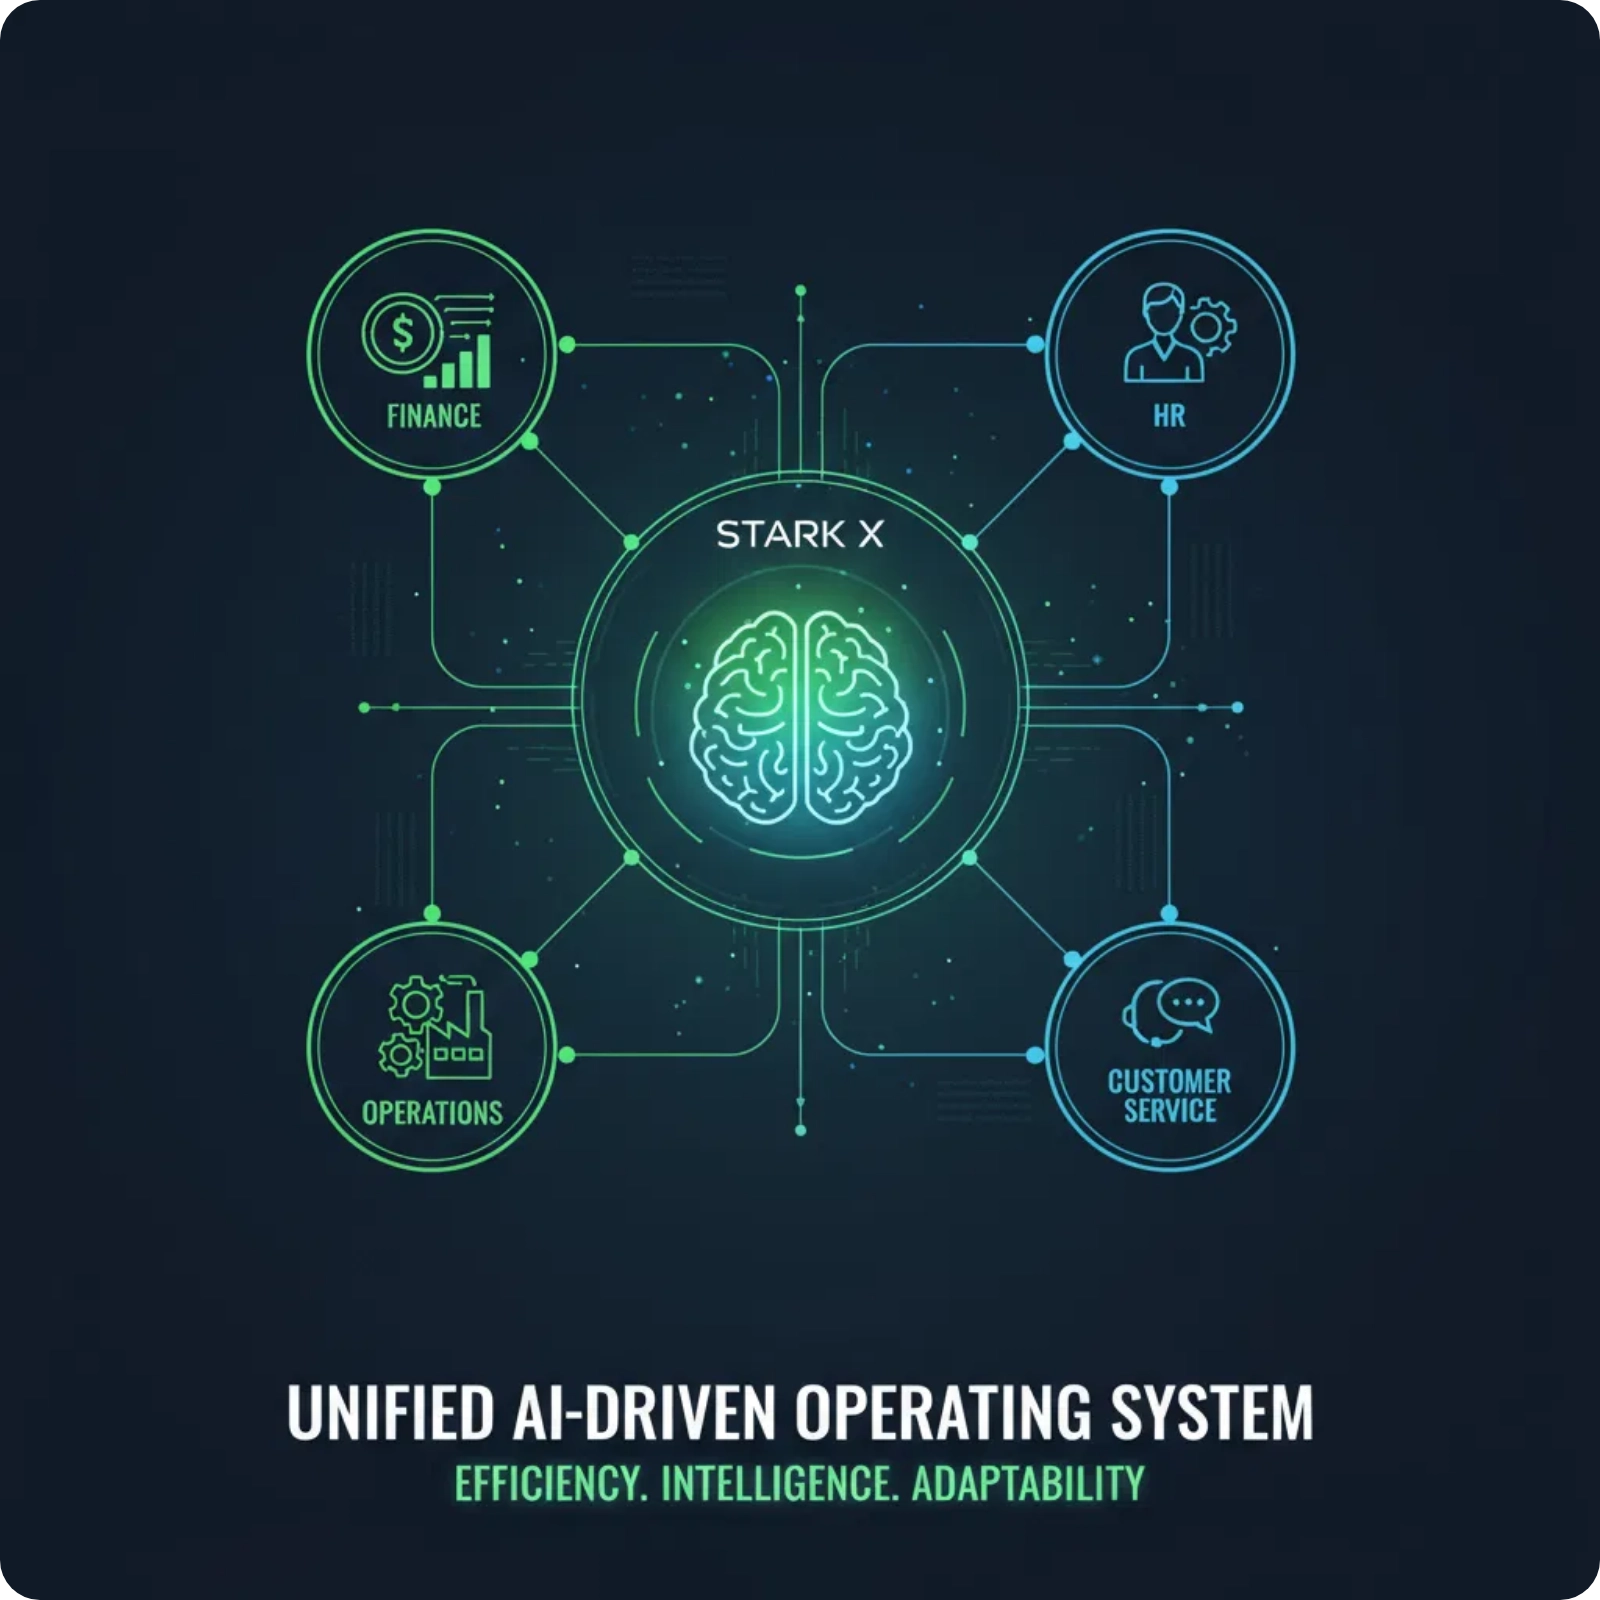 FINANCE
$
HR
STARK X
OPERATIONS
CUSTOMER
SERVICE
UNIFIED AI-DRIVEN OPERATING SYSTEM
EFFICIENCY. INTELLIGENCE. ADAPTABILITY